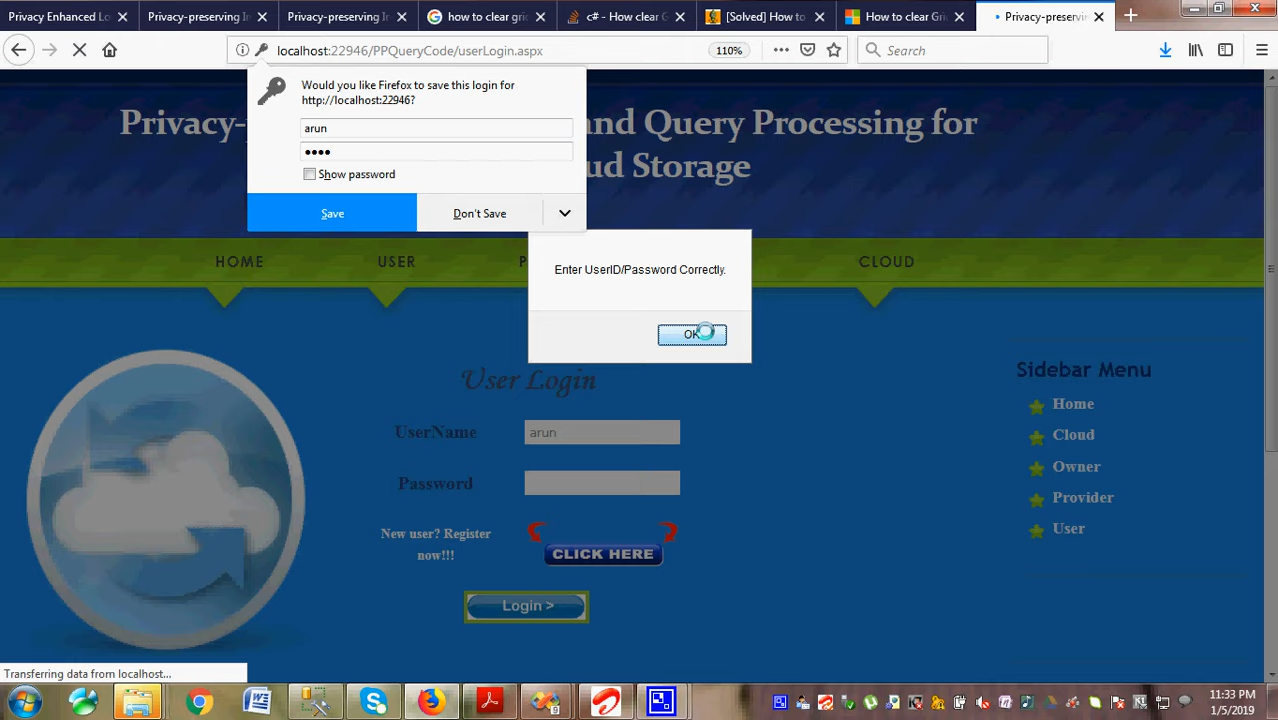 Privacy Enhanced Lo
Privacy-preserving In
Privacy-preserving In
how to clear grid
c# - How clear G
[Solved] How to
How to clear Grid
Privacy-preservin
localhost:22946/PPQueryCode/userLogin.aspx
110%
Search
Would you like Firefox to save this login for
http://localhost:22946?
arun
Show password
Save
Don't Save
Privacy-
and Query Processing for
oud Storage
HOME
USER
P
CLOUD
Enter UserID/Password Correctly.
OK
User Login
UserName
arun
Password
New user? Register
now!!!
CLICK HERE
Login >
Sidebar Menu
Home
Cloud
Owner
Provider
User
Transferring data from localhost...
11:33 PM
1/5/2019